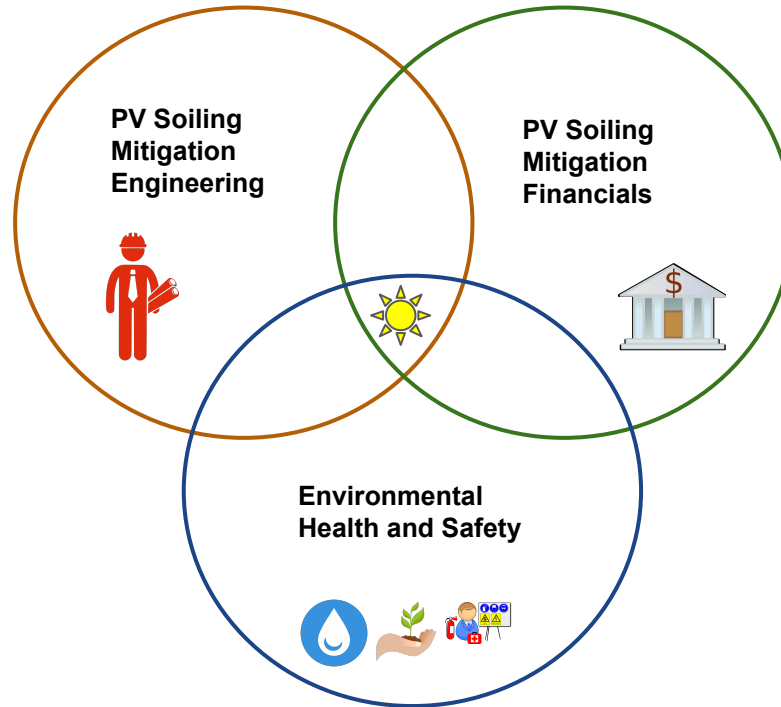 PV Soiling
Mitigation
Engineering
PV Soiling
Mitigation
Financials
$
Environmental
Health and Safety